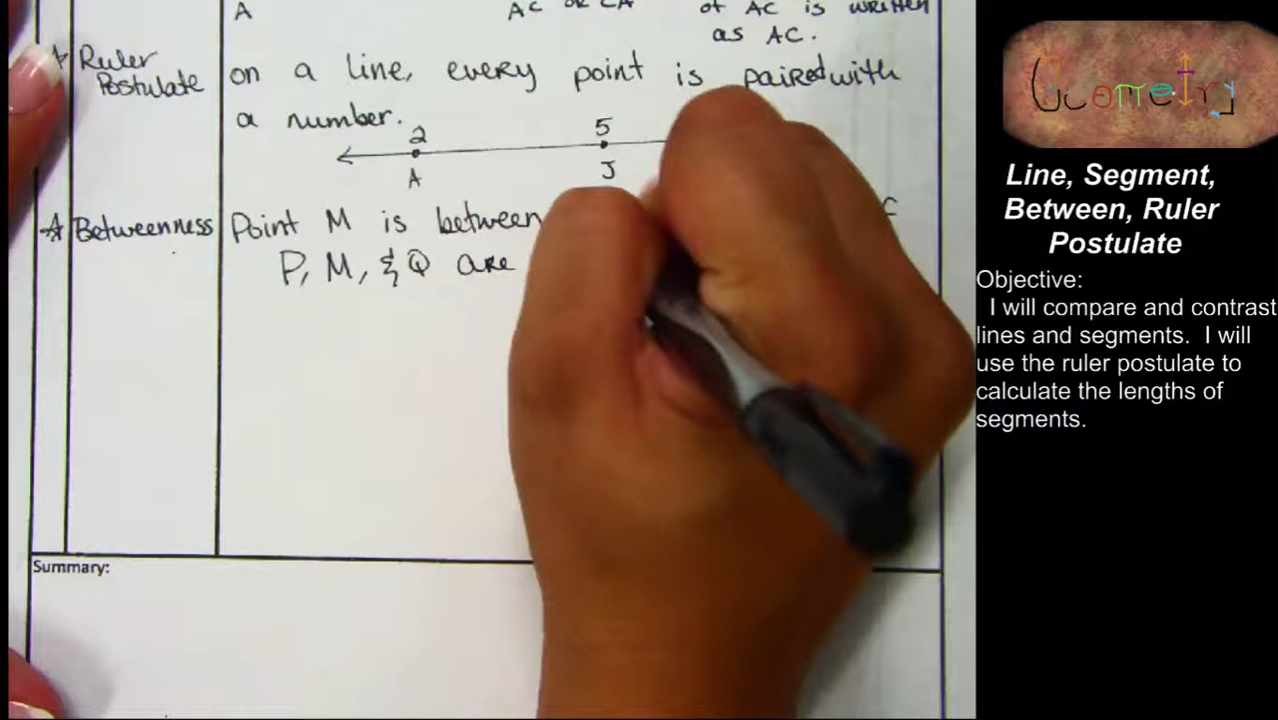 A
AC OR CA
of AC is written
as AC.
Ruler
Postulate
on a line, every point is paired with
a number.
2
5
A
J
Betweenness
Point M is between
P, M, & Q are
Summary:
Geometry
Line, Segment,
Between, Ruler
Postulate
Objective:
I will compare and contrast
lines and segments. I will
use the ruler postulate to
calculate the lengths of
segments.